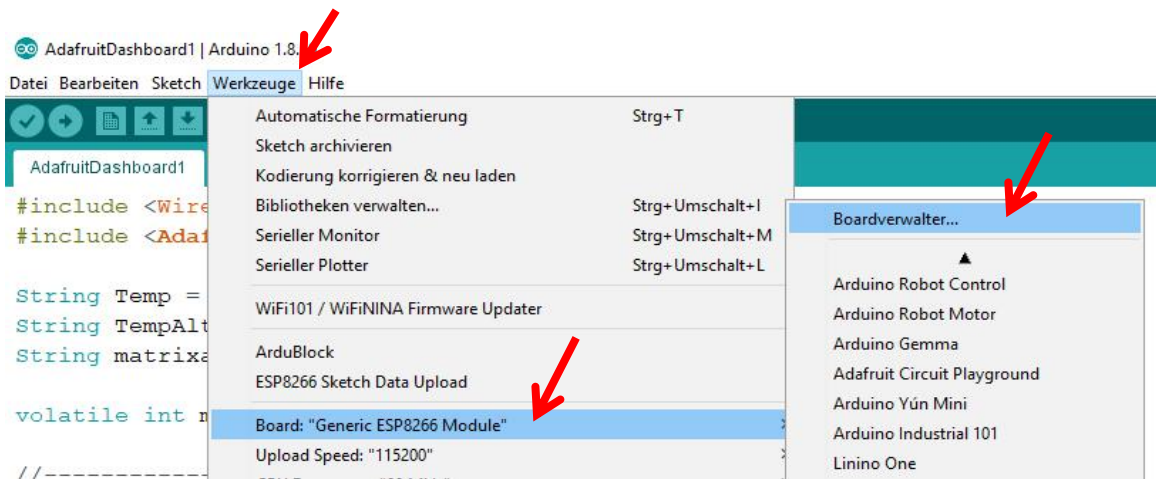 AdafruitDashboard1 | Arduino 1.8.
Datei Bearbeiten Sketch Werkzeuge Hilfe
AdafruitDashboard1
#include <Wire
#include <Adaf
String Temp =
String TempAlt
String matrixa
volatile int m
//-------------
Automatische Formatierung Strg+T
Sketch archivieren
Kodierung korrigieren & neu laden
Bibliotheken verwalten... Strg+Umschalt+I
Serieller Monitor Strg+Umschalt+M
Serieller Plotter Strg+Umschalt+L
WiFi101 / WiFiNINA Firmware Updater
ArduBlock
ESP8266 Sketch Data Upload
Board: "Generic ESP8266 Module"
Upload Speed: "115200"
Boardverwalter...
Arduino Robot Control
Arduino Robot Motor
Arduino Gemma
Adafruit Circuit Playground
Arduino Yún Mini
Arduino Industrial 101
Linino One